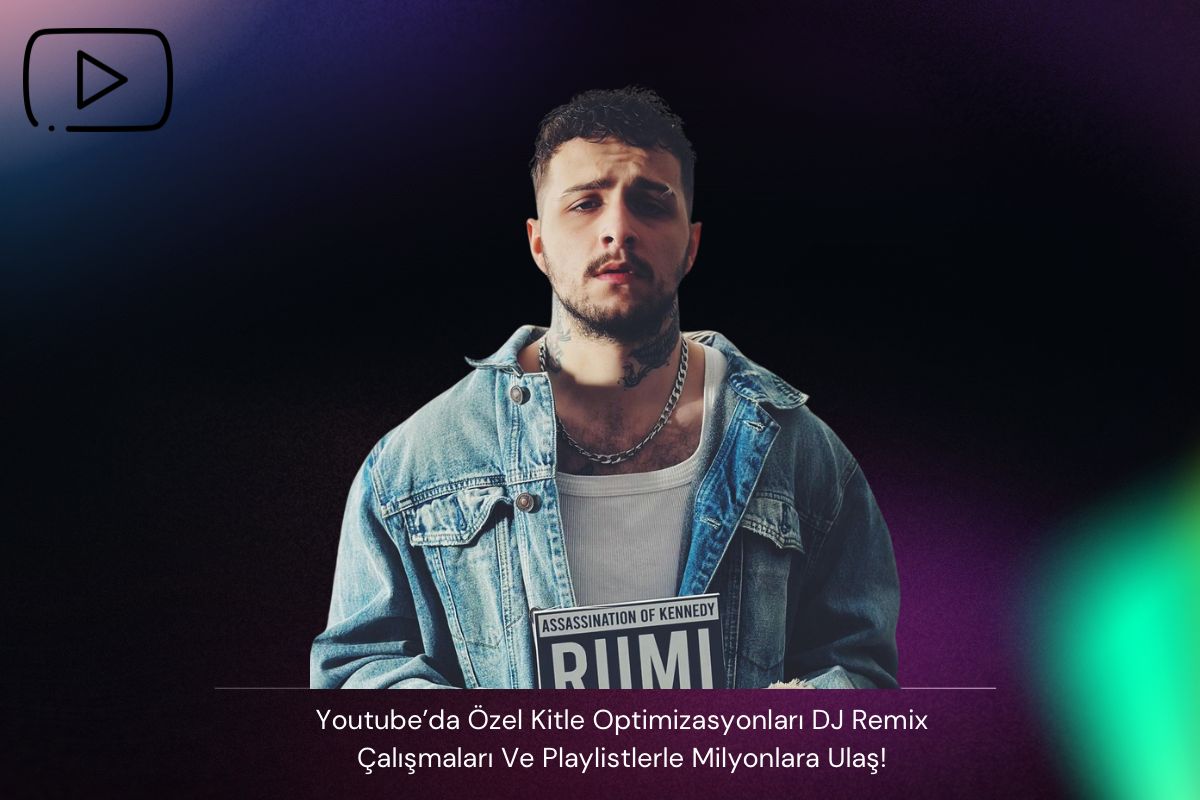 ASSASSINATION OF KENNEDY
RUMI
Youtube’da Özel Kitle Optimizasyonları DJ Remix
Çalışmaları Ve Playlistlerle Milyonlara Ulaş!